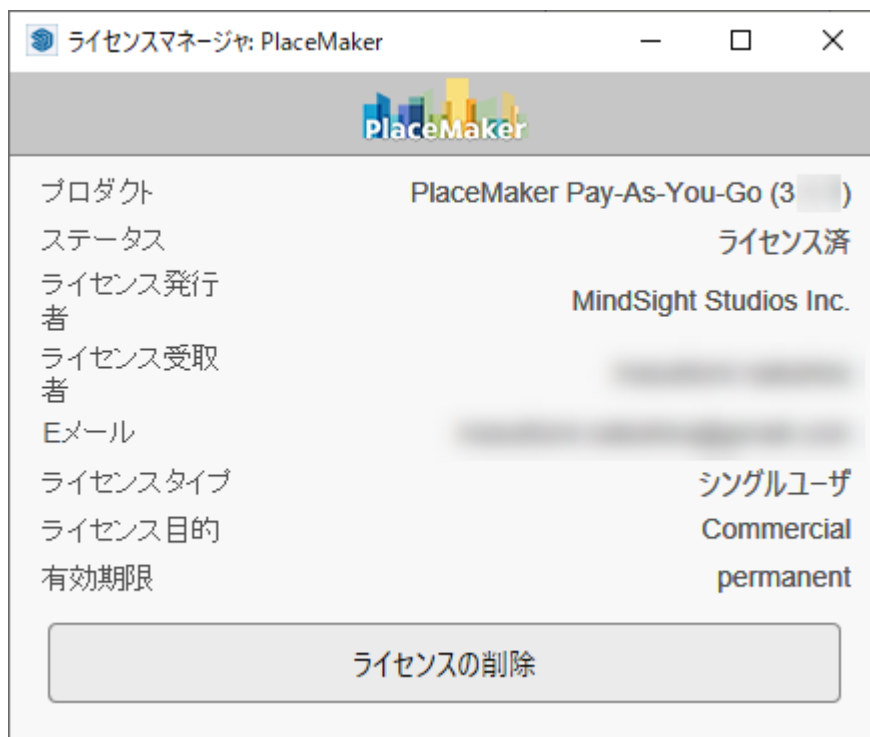 ライセンスマネージャ: PlaceMaker
PlaceMaker
プロダクト PlaceMaker Pay-As-You-Go (3 )
ステータス ライセンス済
ライセンス発行
者 MindSight Studios Inc.
ライセンス受取
者
Eメール
ライセンスタイプ シングルユーザ
ライセンス目的 Commercial
有効期限 permanent
ライセンスの削除